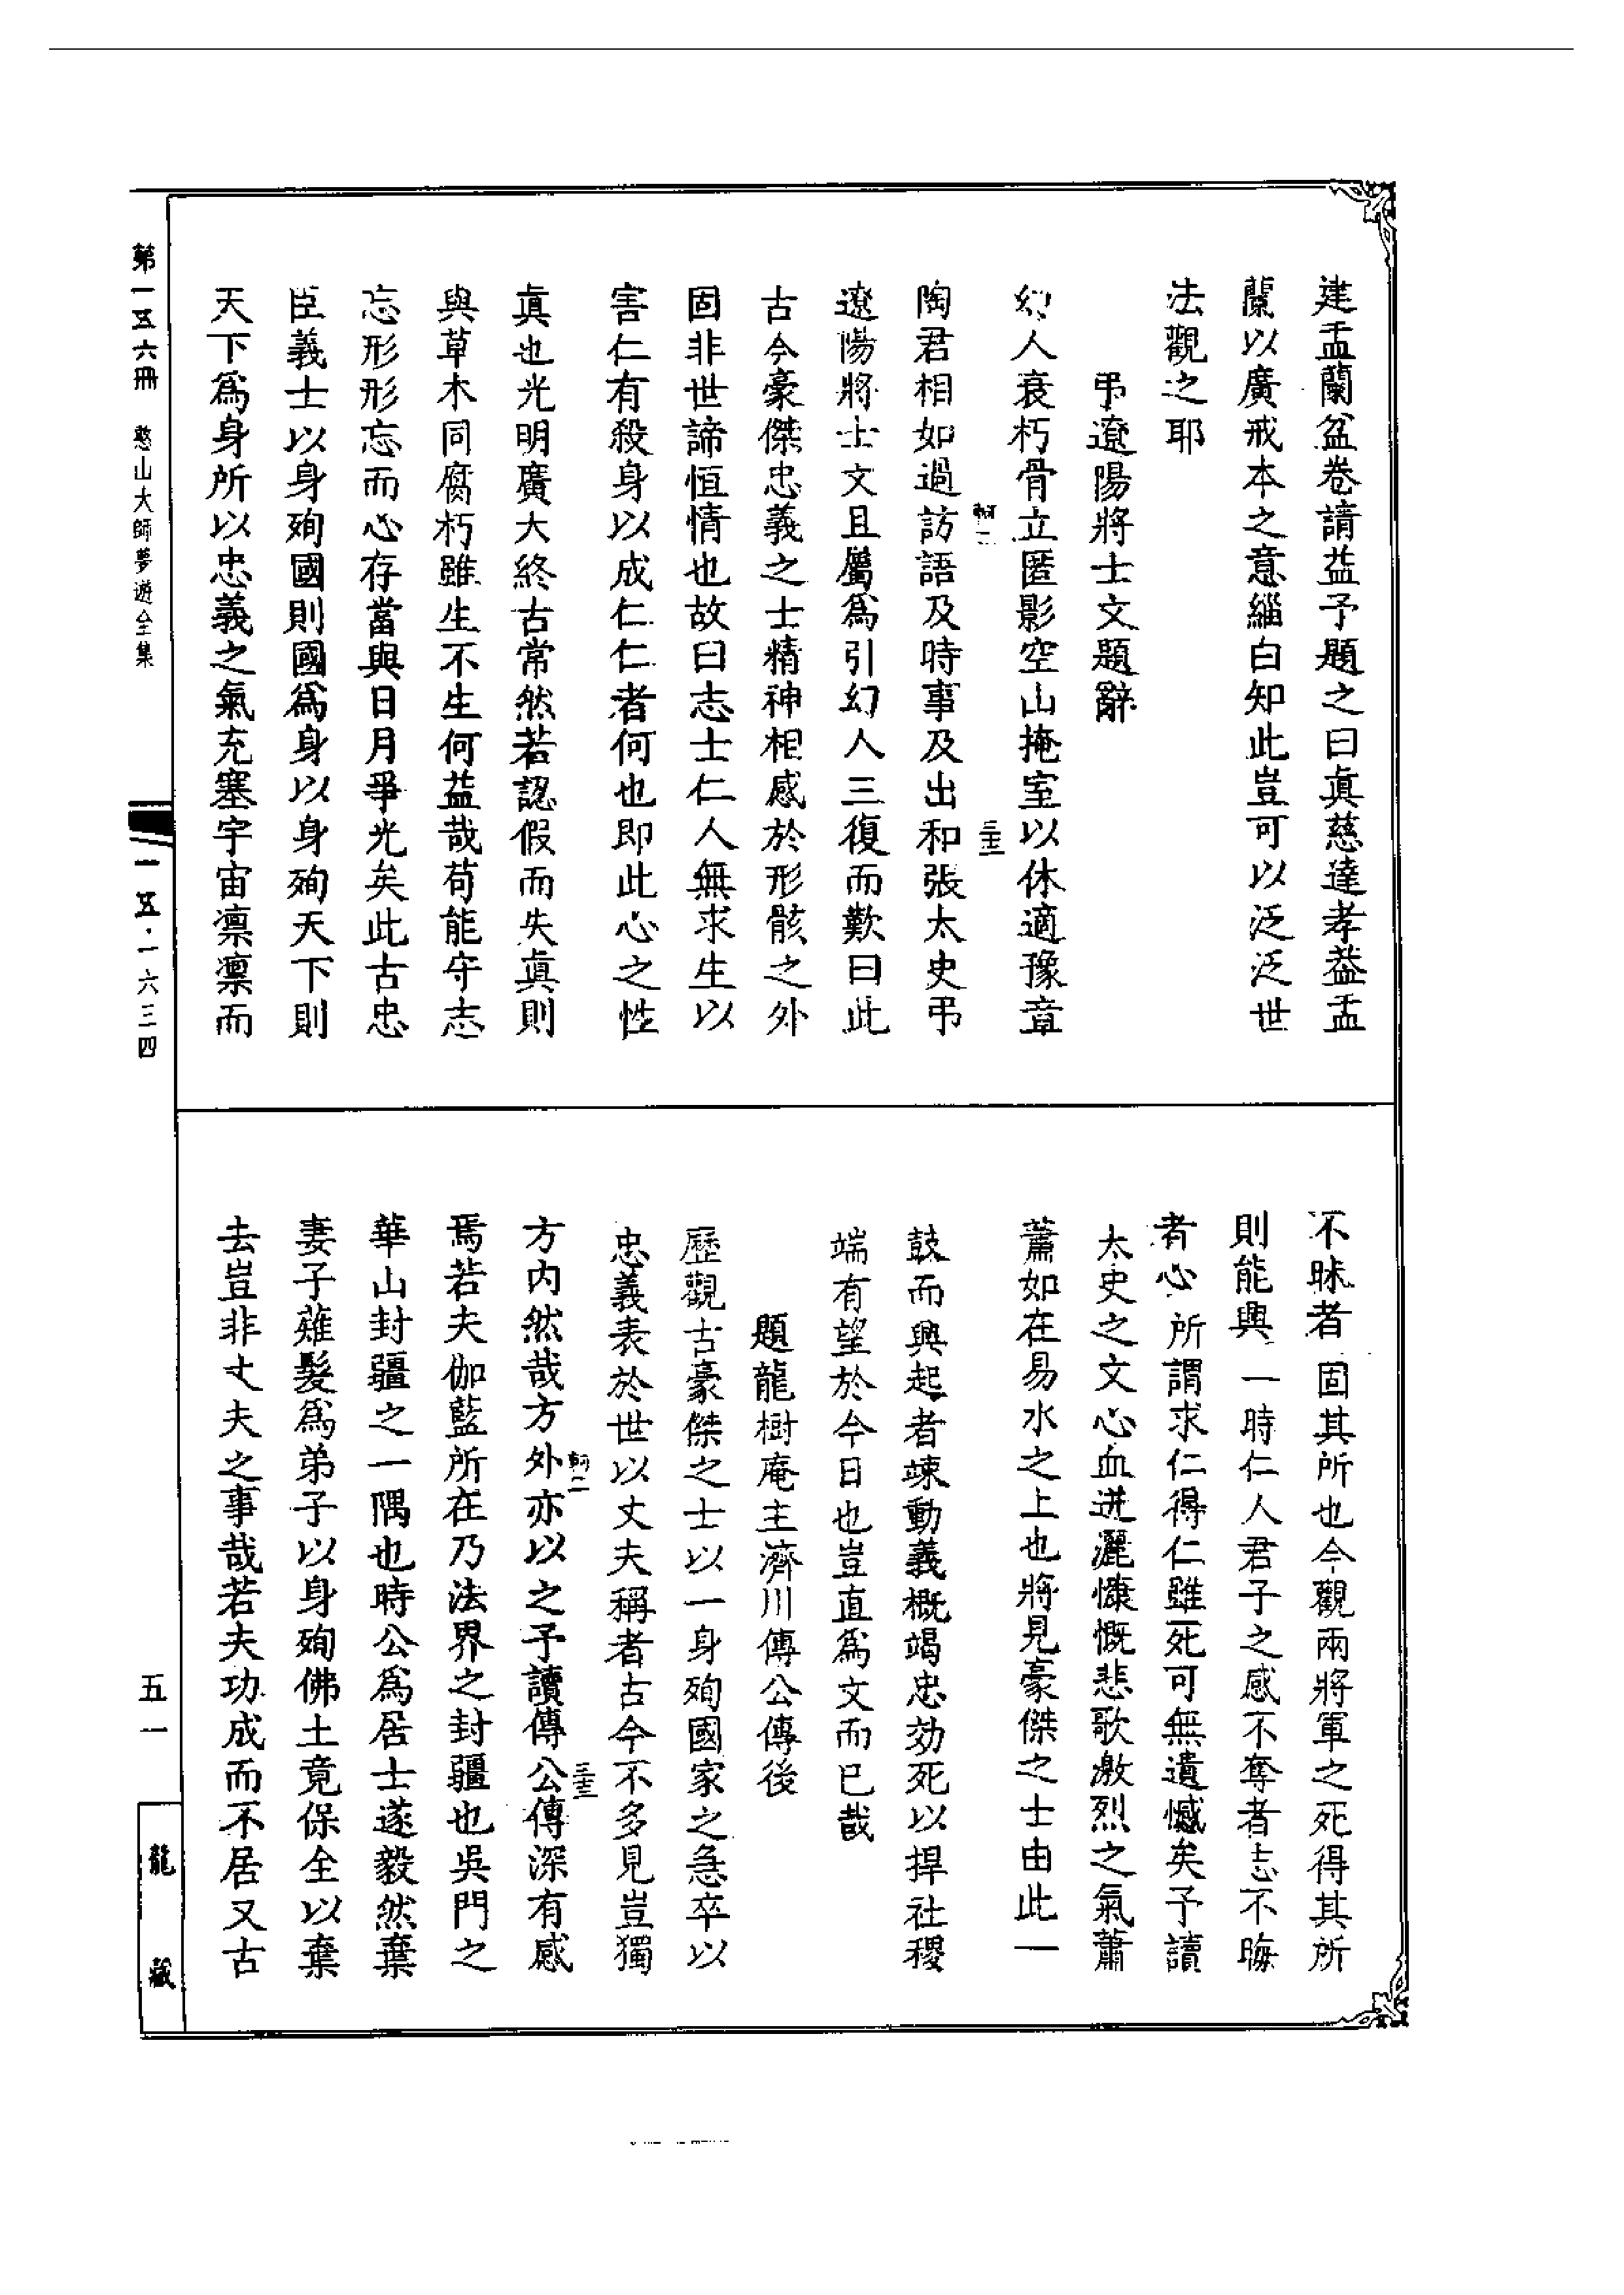 建盂蘭盆卷請益予題之曰眞慈達孝益盂
蘭以廣戒本之意緇白知此豈可以泛泛世
法觀之耶
弔遼陽將士文題辭
幻人衰朽骨立匿影空山掩室以休適豫章
陶君相如過訪語及時事及出和張太史弔
遼陽將士文且屬爲引幻人三復而歎曰此
古今豪傑忠義之士精神相感於形骸之外
固非世諦恒情也故曰志士仁人無求生以
害仁有殺身以成仁仁者何也即此心之性
眞也光明廣大終古常然若認假而失眞則
與草木同腐朽雖生不生何益哉苟能守志
忘形形忘而心存當與日月爭光矣此古忠
臣義士以身殉國則國爲身以身殉天下則
天下爲身所以忠義之氣充塞宇宙凛凛而
不昧者固其所也今觀兩將軍之死得其所
則能興一時仁人君子之感不奪者志不晦
者心所謂求仁得仁雖死可無遺憾矣予讀
太史之文心血迸灑慷慨悲歌激烈之氣蕭
蕭如在易水之上也將見豪傑之士由此一
鼓而興起者竦動義概竭忠効死以捍社稷
端有望於今日也豈直爲文而已哉
題龍樹庵主濟川傳公傳後
歷觀古豪傑之士以一身殉國家之急卒以
忠義表於世以丈夫稱者古今不多見豈獨
方內然哉方外亦以之予讀傳公傳深有感
焉若夫伽藍所在乃法界之封疆也吳門之
華山封疆之一隅也時公爲居士遂毅然棄
妻子薙髮爲弟子以身殉佛土竟保全以棄
去豈非丈夫之事哉若夫功成而不居又古
第一五六冊 憨山大師夢遊全集
一五·一六三四
五一
龍藏